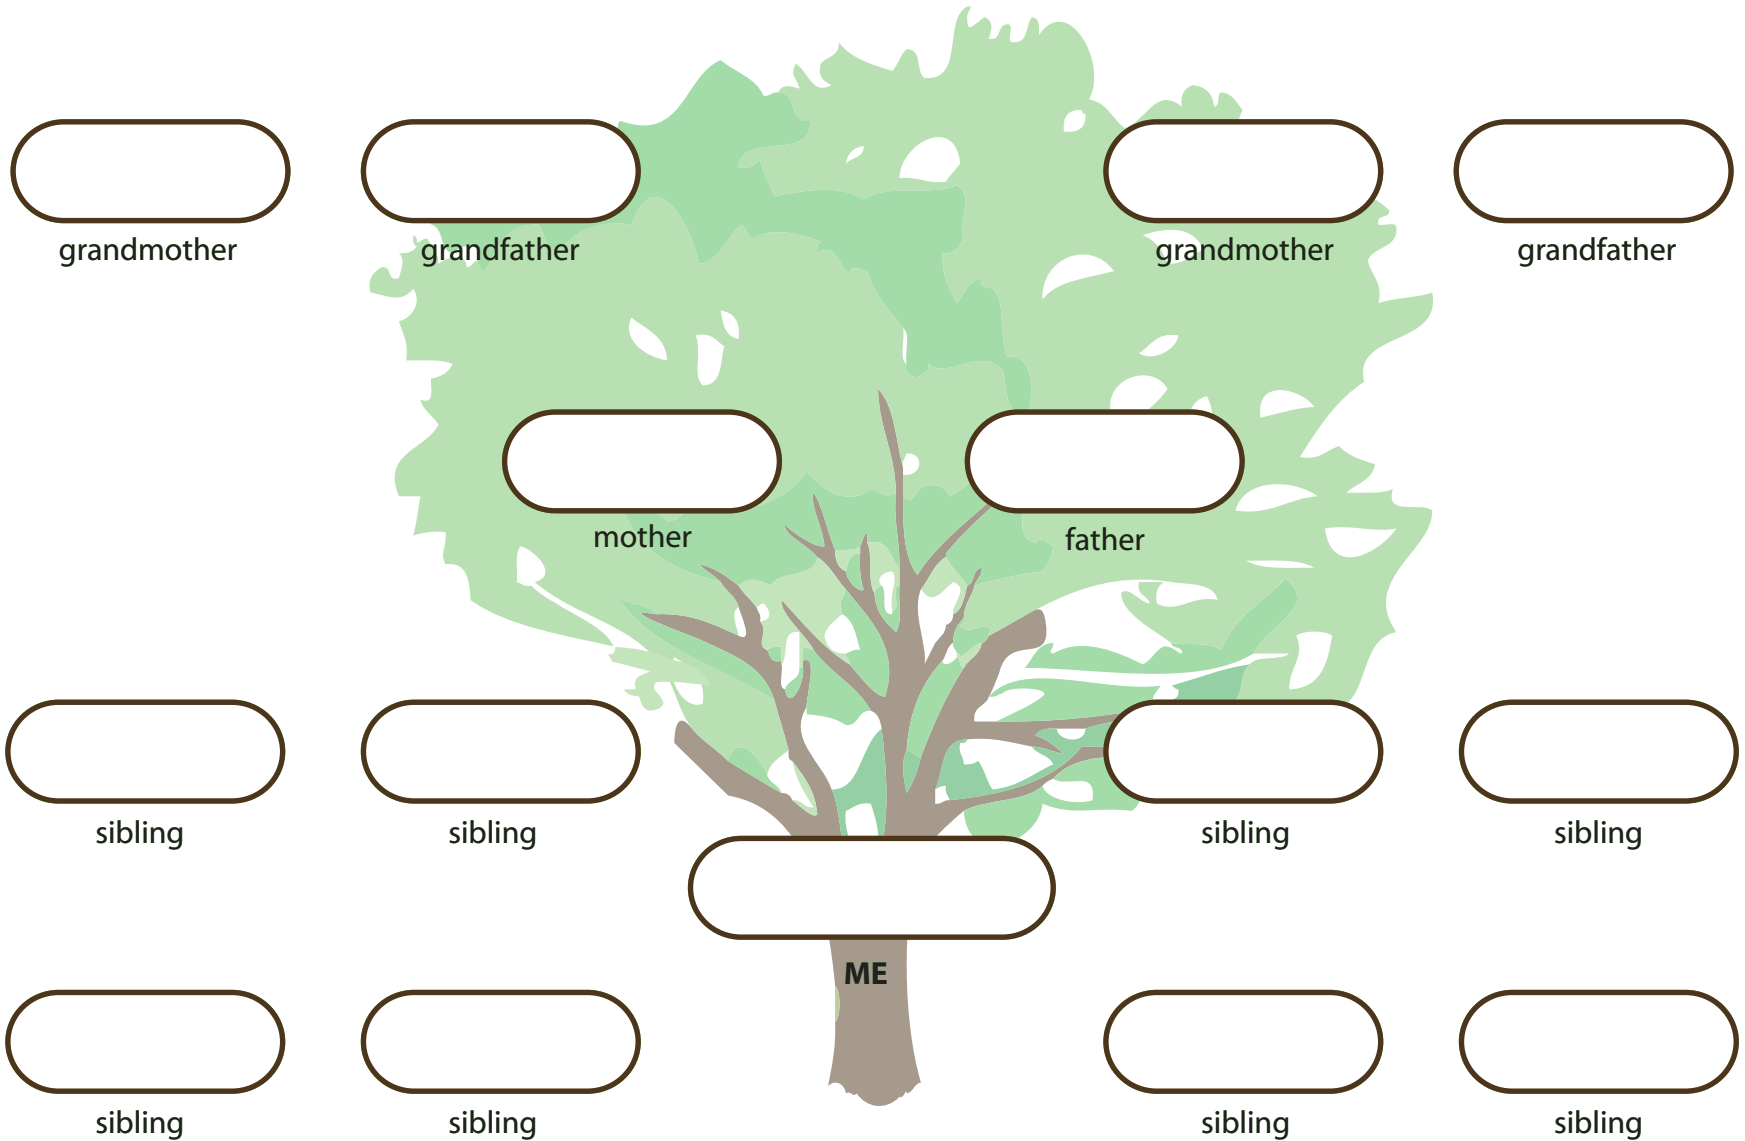 grandmother
grandfather
grandmother
grandfather
mother
father
sibling
sibling
sibling
sibling
ME
sibling
sibling
sibling
sibling